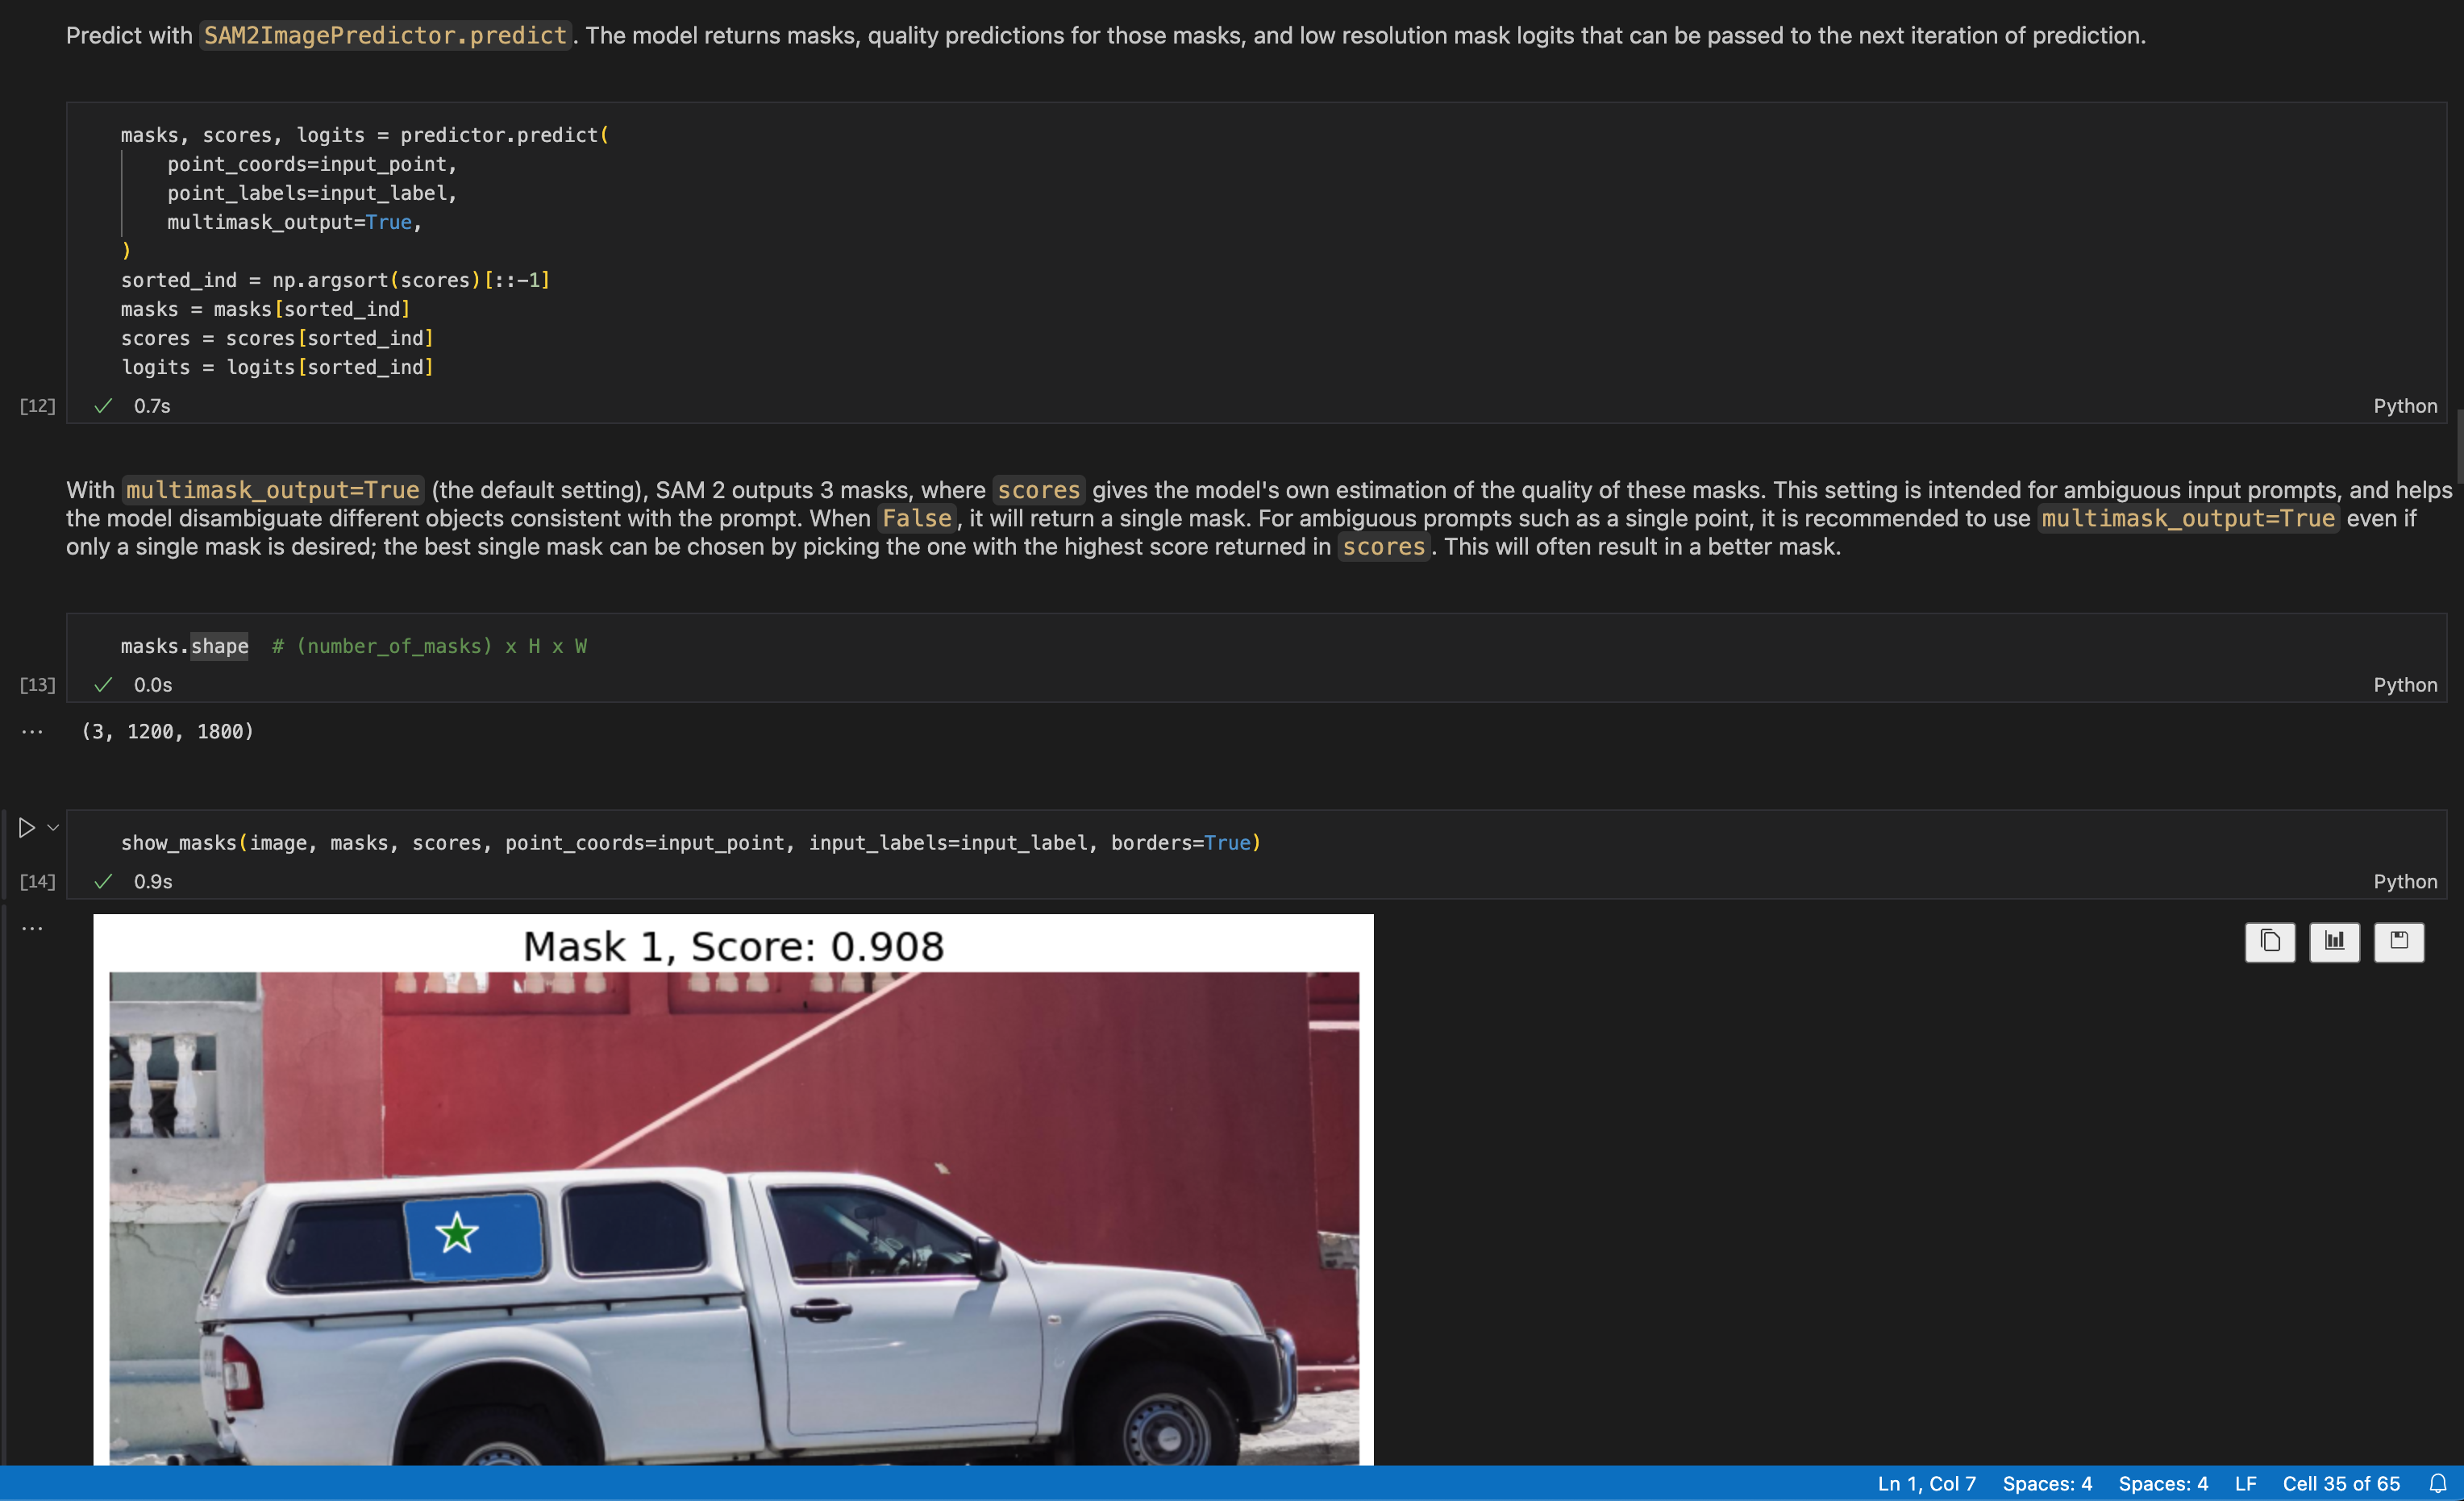 Predict with SAM2ImagePredictor.predict. The model returns masks, quality predictions for those masks, and low resolution mask logits that can be passed to the next iteration of prediction.
masks, scores, logits = predictor.predict(
    point_coords=input_point,
    point_labels=input_label,
    multimask_output=True,
)
sorted_ind = np.argsort(scores)[::-1]
masks = masks[sorted_ind]
scores = scores[sorted_ind]
logits = logits[sorted_ind]
[12] 0.7s Python
With multimask_output=True (the default setting), SAM 2 outputs 3 masks, where scores gives the model's own estimation of the quality of these masks. This setting is intended for ambiguous input prompts, and helps
the model disambiguate different objects consistent with the prompt. When False, it will return a single mask. For ambiguous prompts such as a single point, it is recommended to use multimask_output=True even if
only a single mask is desired; the best single mask can be chosen by picking the one with the highest score returned in scores. This will often result in a better mask.
masks.shape  # (number_of_masks) x H x W
[13] 0.0s Python
... (3, 1200, 1800)
show_masks(image, masks, scores, point_coords=input_point, input_labels=input_label, borders=True)
[14] 0.9s Python
...
Mask 1, Score: 0.908
Ln 1, Col 7 Spaces: 4 Spaces: 4 LF Cell 35 of 65